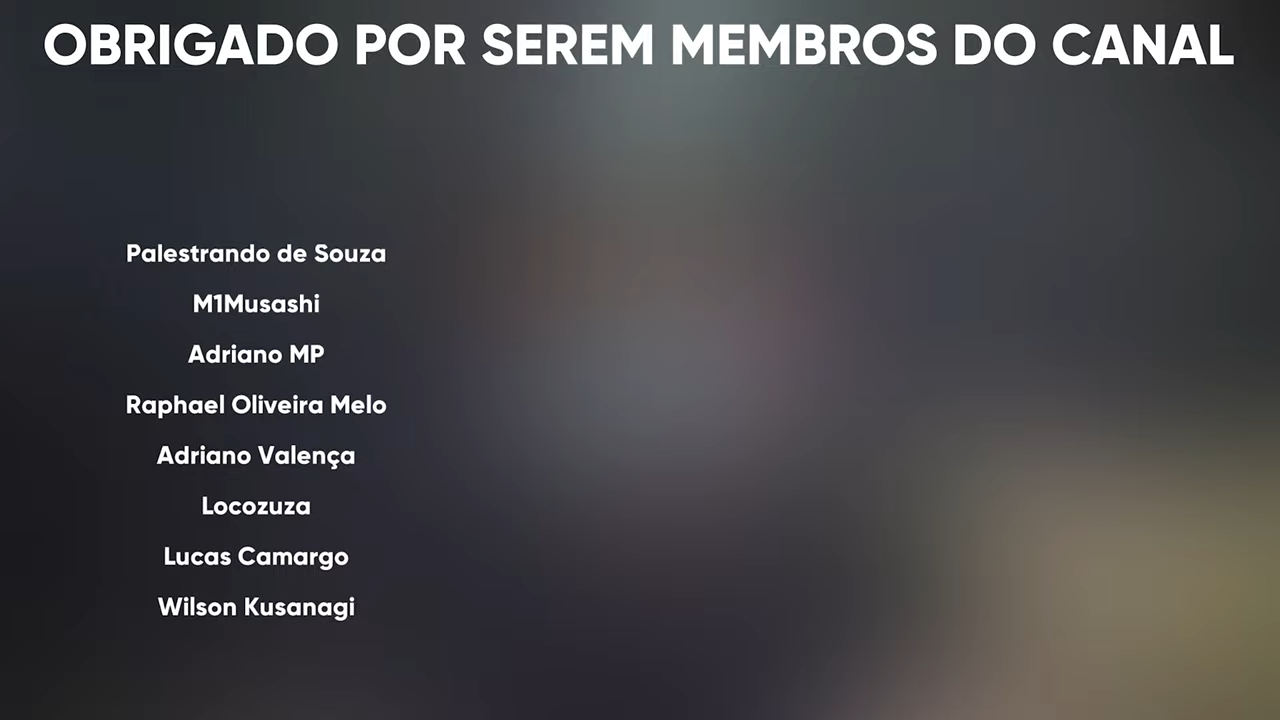 OBRIGADO POR SEREM MEMBROS DO CANAL
Palestrando de Souza
M1Musashi
Adriano MP
Raphael Oliveira Melo
Adriano Valença
Locozuza
Lucas Camargo
Wilson Kusanagi